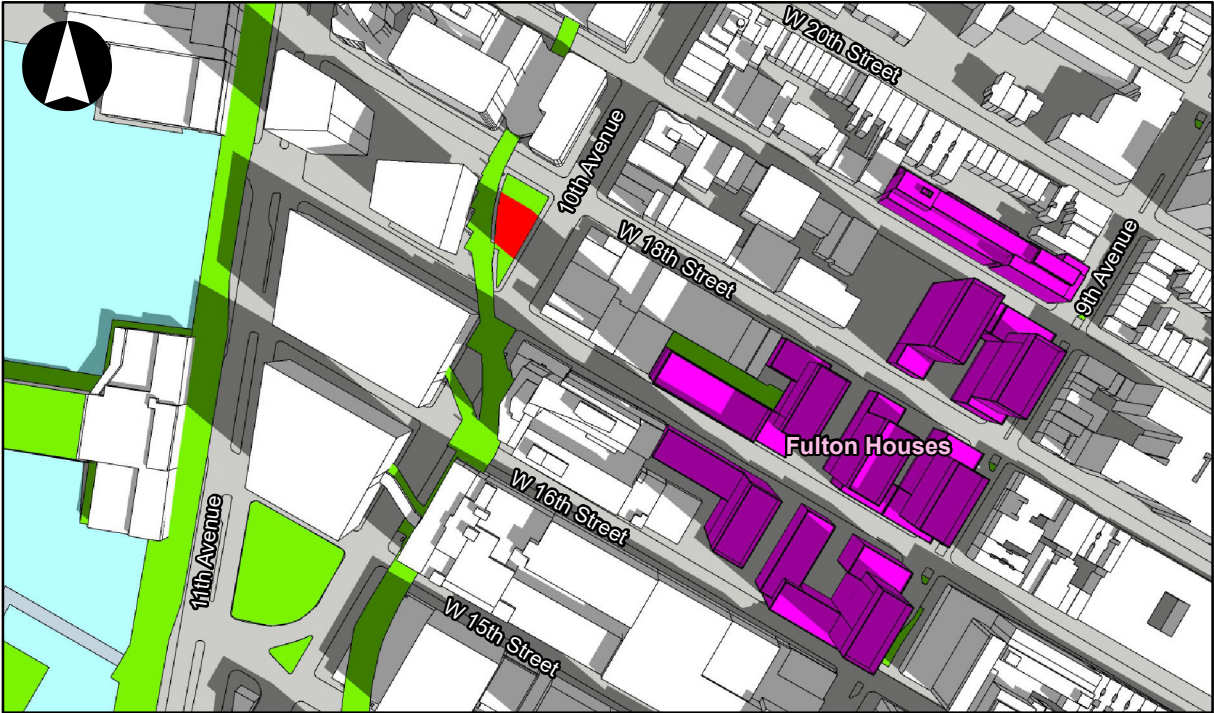 W 20th Street
10th Avenue
W 18th Street
9th Avenue
Fulton Houses
W 16th Street
11th Avenue
W 15th Street